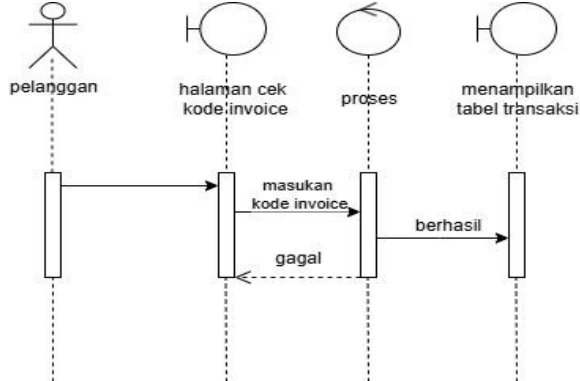 pelanggan
halaman cek
kode invoice
proses
menampilkan
tabel transaksi
masukan
kode invoice
berhasil
gagal